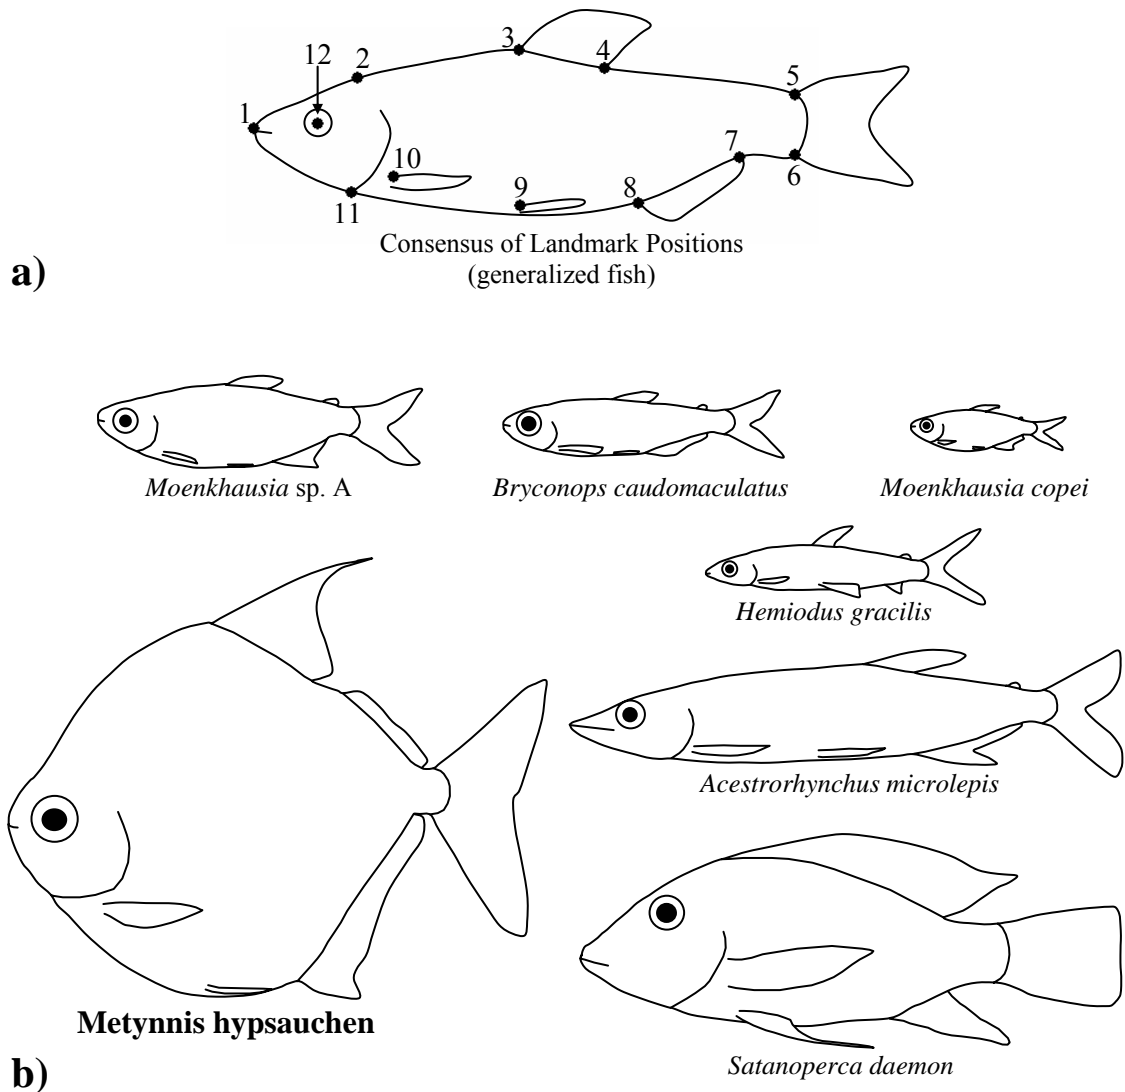 3
12
2
4
5
1
7
10
9
8
6
11
Consensus of Landmark Positions
(generalized fish)
a)
Moenkhausia sp. A
Bryconops caudomaculatus
Moenkhausia copei
Hemiodus gracilis
Acestrorhynchus microlepis
Metynnis hypsauchen
Satanoperca daemon
b)